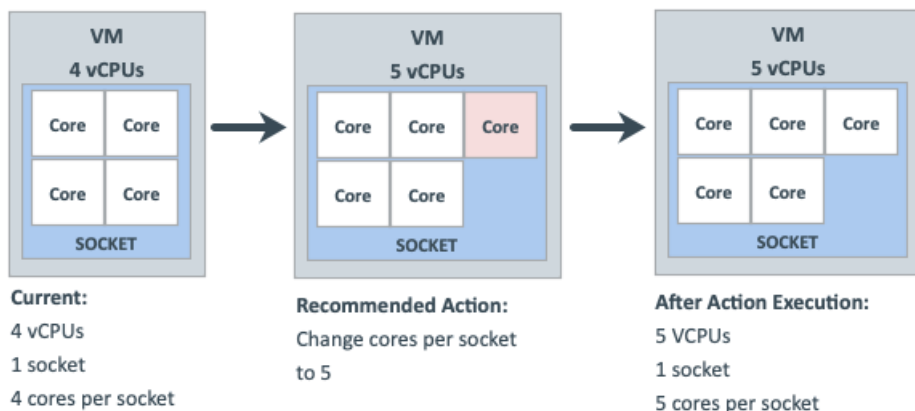 VM
4 vCPUs
Core Core
Core Core
SOCKET
Current:
4 vCPUs
1 socket
4 cores per socket
VM
5 vCPUs
Core Core Core
Core Core
SOCKET
Recommended Action:
Change cores per socket
to 5
VM
5 vCPUs
Core Core Core
Core Core
SOCKET
After Action Execution:
5 VCPUs
1 socket
5 cores per socket